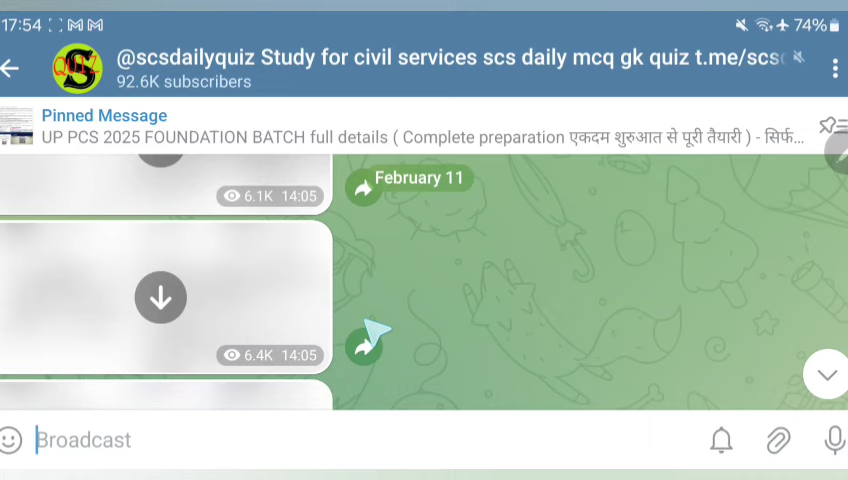 17:54
74%
QUIZ S
@scsdailyquiz Study for civil services scs daily mcq gk quiz t.me/scs
92.6K subscribers
Pinned Message
UP PCS 2025 FOUNDATION BATCH full details ( Complete preparation एकदम शुरुआत से पूरी तैयारी ) - सिर्फ...
February 11
6.1K 14:05
6.4K 14:05
Broadcast